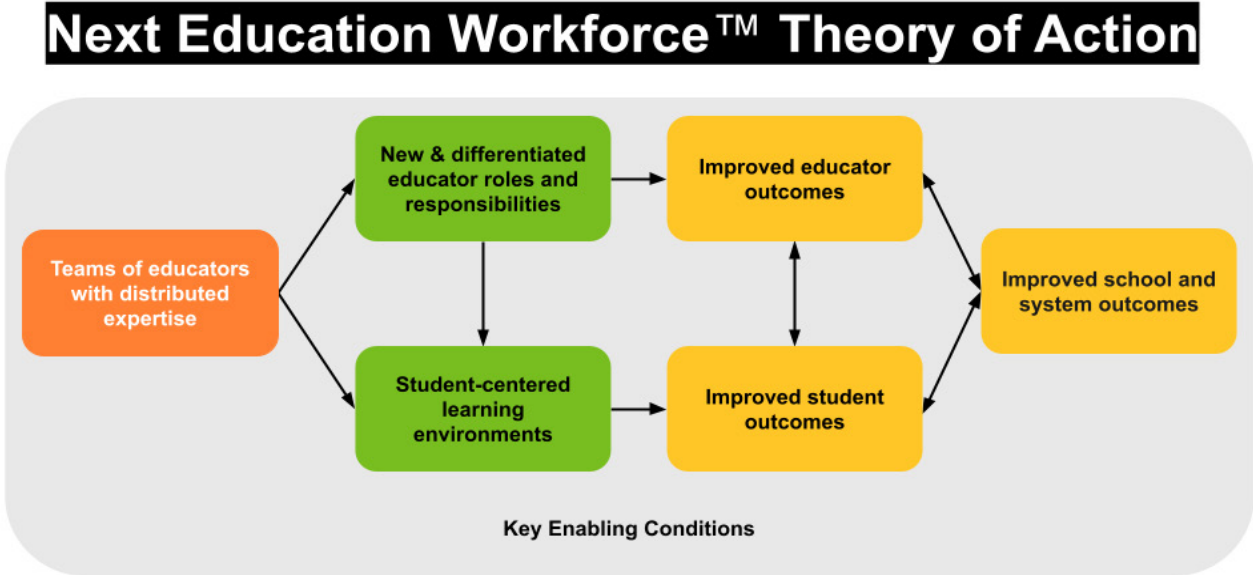 Next Education Workforce™ Theory of Action
New & differentiated
educator roles and
responsibilities
Improved educator
outcomes
Teams of educators
with distributed
expertise
Improved school and
system outcomes
Student-centered
learning
environments
Improved student
outcomes
Key Enabling Conditions